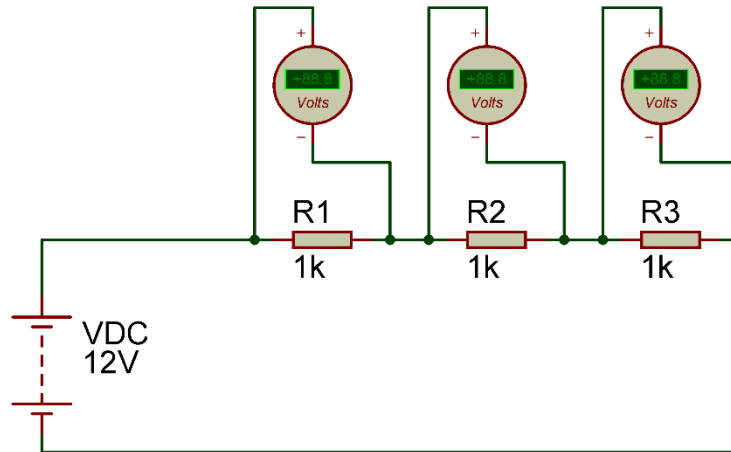 + + +
+88.8 +88.8 +88.8
Volts Volts Volts
− − −
R1 R2 R3
1k 1k 1k
VDC
12V